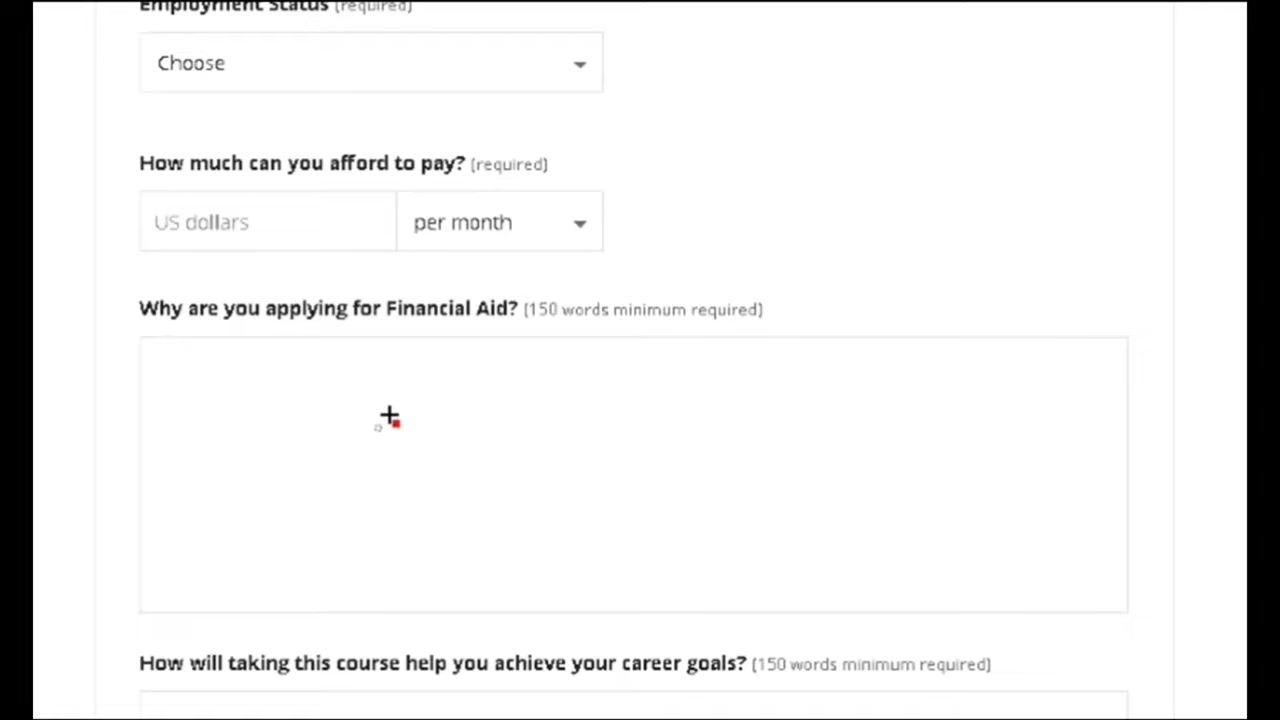 Employment Status (required)
Choose
How much can you afford to pay? (required)
US dollars
per month
Why are you applying for Financial Aid? (150 words minimum required)
How will taking this course help you achieve your career goals? (150 words minimum required)